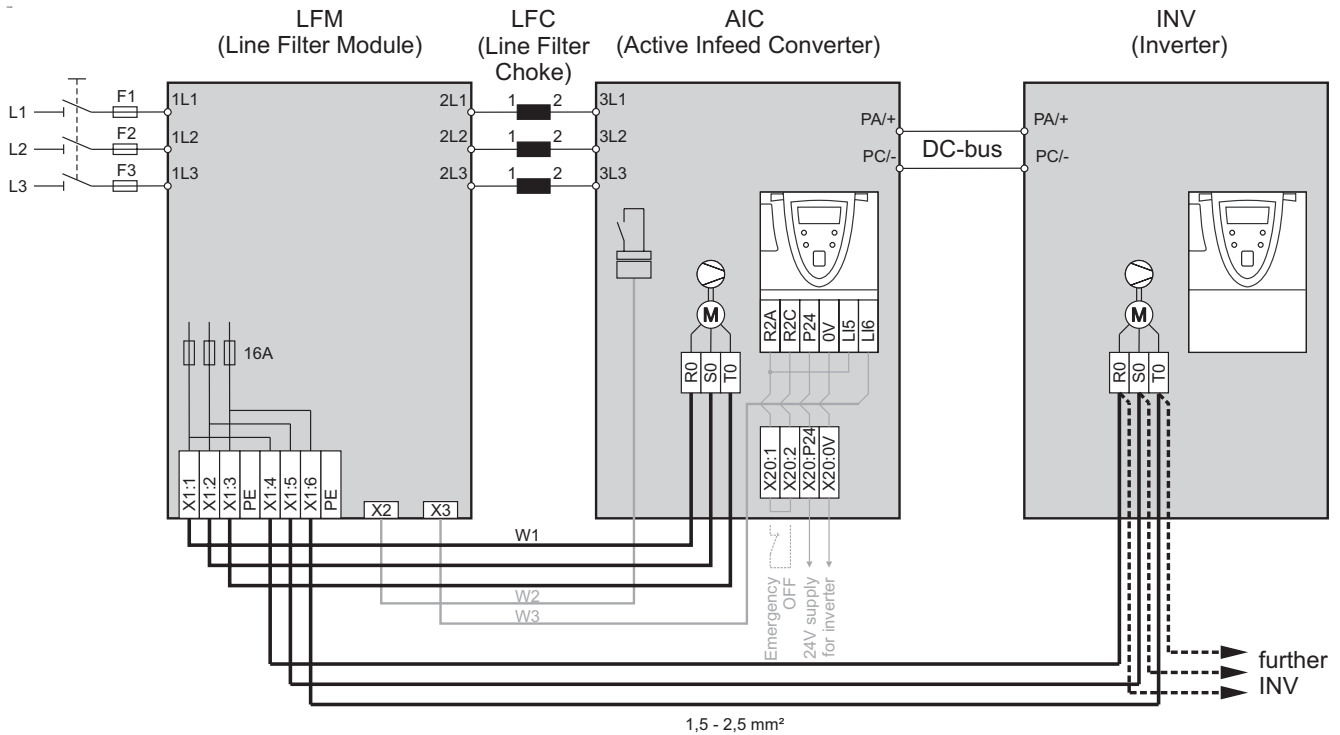 LFM
(Line Filter Module)
LFC
(Line Filter
Choke)
AIC
(Active Infeed Converter)
INV
(Inverter)
L1
F1
1L1
2L1
1
2
3L1
L2
F2
1L2
2L2
1
2
3L2
L3
F3
1L3
2L3
1
2
3L3
PA/+
PC/-
DC-bus
PA/+
PC/-
16A
M
R0
S0
T0
R2A
R2C
P24
0V
LI5
LI6
M
R0
S0
T0
X1:1
X1:2
X1:3
PE
X1:4
X1:5
X1:6
PE
X2
X3
X20:1
X20:2
X20:P24
X20:0V
W1
W2
W3
Emergency
OFF
24V supply
for inverter
further
INV
1,5 - 2,5 mm²